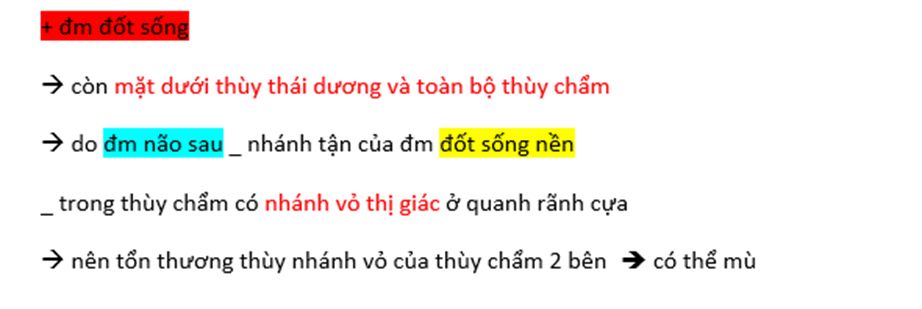 + đm đốt sống
→ còn mặt dưới thùy thái dương và toàn bộ thùy chẩm
→ do đm não sau _ nhánh tận của đm đốt sống nền
_ trong thùy chẩm có nhánh vỏ thị giác ở quanh rãnh cựa
→ nên tổn thương thùy nhánh vỏ của thùy chẩm 2 bên → có thể mù